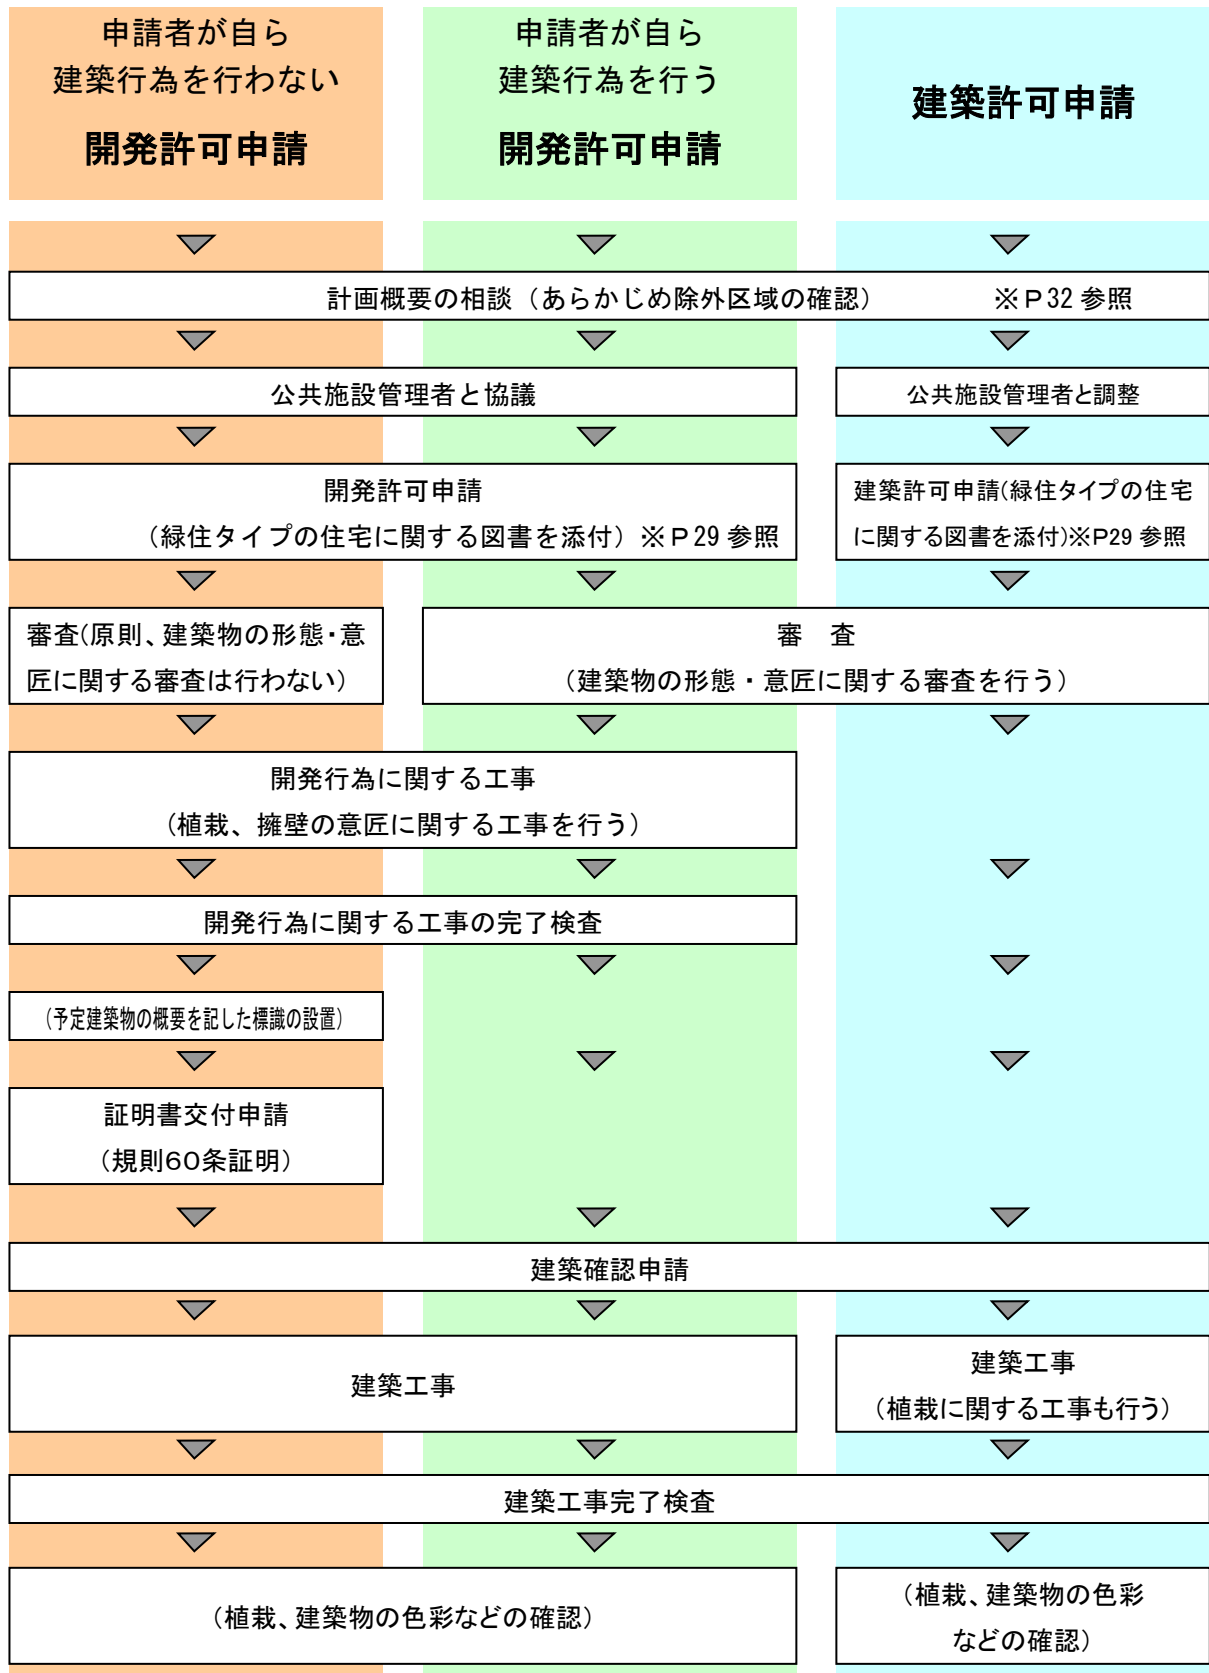 申請者が自ら
建築行為を行わない
開発許可申請
申請者が自ら
建築行為を行う
開発許可申請
建築許可申請
計画概要の相談（あらかじめ除外区域の確認）　※Ｐ32 参照
公共施設管理者と協議
公共施設管理者と調整
開発許可申請
（緑住タイプの住宅に関する図書を添付）※Ｐ29 参照
建築許可申請(緑住タイプの住宅
に関する図書を添付)※P29 参照
審査(原則、建築物の形態・意
匠に関する審査は行わない)
審　査
（建築物の形態・意匠に関する審査を行う）
開発行為に関する工事
（植栽、擁壁の意匠に関する工事を行う）
開発行為に関する工事の完了検査
（予定建築物の概要を記した標識の設置）
証明書交付申請
（規則60条証明）
建築確認申請
建築工事
建築工事
（植栽に関する工事も行う）
建築工事完了検査
（植栽、建築物の色彩などの確認）
（植栽、建築物の色彩
などの確認）